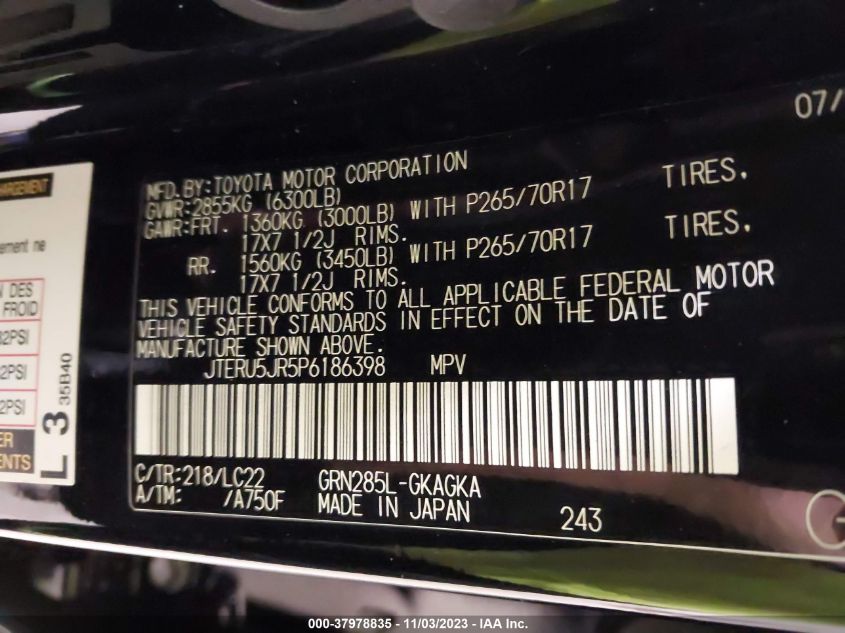 07/
MFD.BY:TOYOTA MOTOR CORPORATION
GVWR:2855KG (6300LB)
GAWR:FRT. 1360KG (3000LB) WITH P265/70R17 TIRES.
17X7 1/2J RIMS.
RR. 1560KG (3450LB) WITH P265/70R17 TIRES.
17X7 1/2J RIMS.
THIS VEHICLE CONFORMS TO ALL APPLICABLE FEDERAL MOTOR
VEHICLE SAFETY STANDARDS IN EFFECT ON THE DATE OF
MANUFACTURE SHOWN ABOVE.
JTERU5JR5P6186398 MPV
C/TR:218/LC22 GRN285L-GKAGKA
A/TM: /A750F MADE IN JAPAN 243
ement ne
DES
FROID
2PSI
2PSI
2PSI
ENTS
L 3
35B40
000-37978835 - 11/03/2023 - IAA Inc.